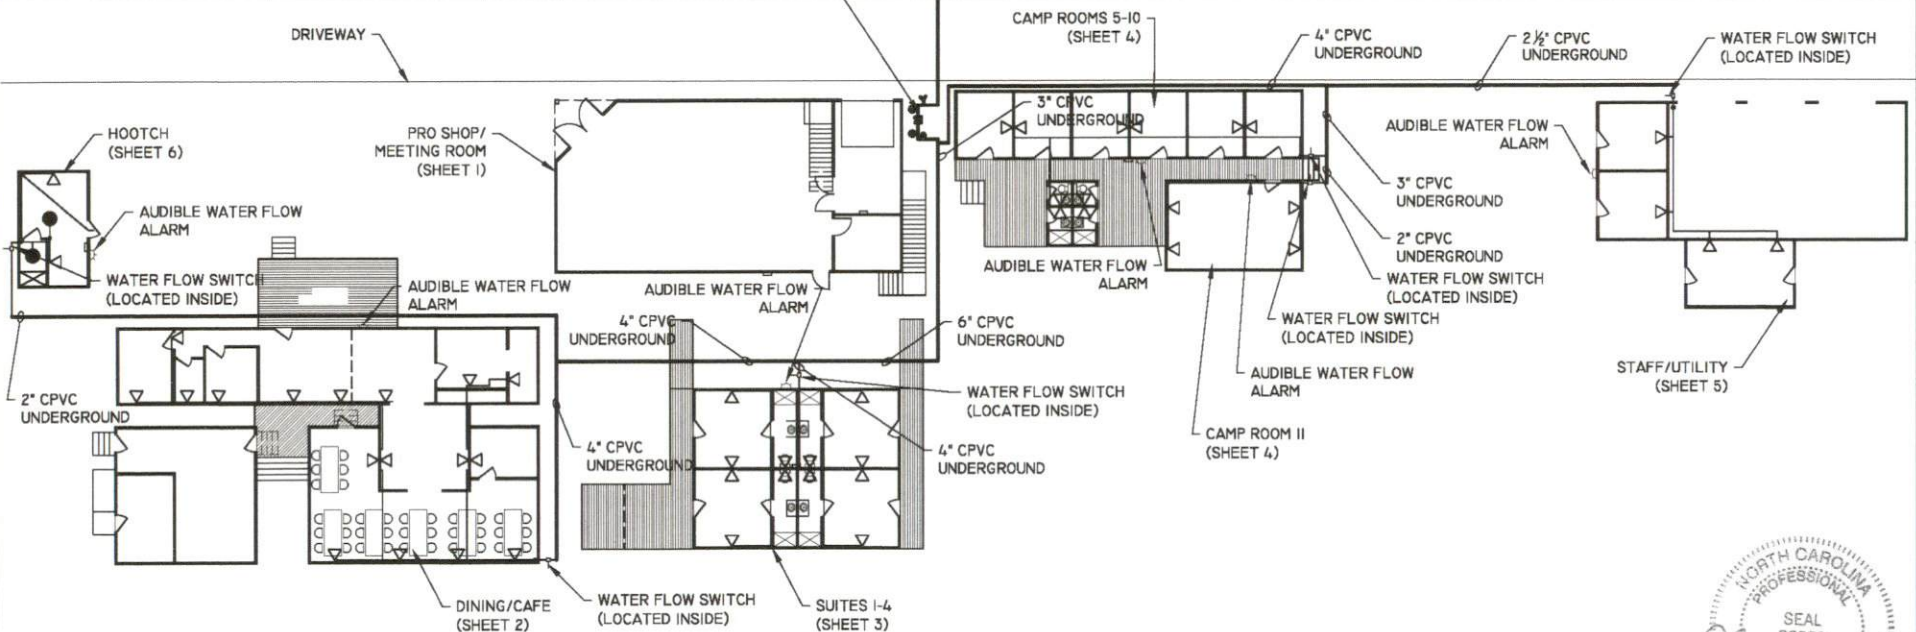 DRIVEWAY
CAMP ROOMS 5-10
(SHEET 4)
4" CPVC
UNDERGROUND
2½" CPVC
UNDERGROUND
WATER FLOW SWITCH
(LOCATED INSIDE)
HOOTCH
(SHEET 6)
PRO SHOP/
MEETING ROOM
(SHEET 1)
3" CPVC
UNDERGROUND
AUDIBLE WATER FLOW
ALARM
3" CPVC
UNDERGROUND
AUDIBLE WATER FLOW
ALARM
2" CPVC
UNDERGROUND
WATER FLOW SWITCH
(LOCATED INSIDE)
AUDIBLE WATER FLOW
ALARM
AUDIBLE WATER FLOW
ALARM
AUDIBLE WATER FLOW
ALARM
WATER FLOW SWITCH
(LOCATED INSIDE)
4" CPVC
UNDERGROUND
6" CPVC
UNDERGROUND
WATER FLOW SWITCH
(LOCATED INSIDE)
AUDIBLE WATER FLOW
ALARM
STAFF/UTILITY
(SHEET 5)
2" CPVC
UNDERGROUND
WATER FLOW SWITCH
(LOCATED INSIDE)
4" CPVC
UNDERGROUND
4" CPVC
UNDERGROUND
CAMP ROOM 11
(SHEET 4)
DINING/CAFE
(SHEET 2)
WATER FLOW SWITCH
(LOCATED INSIDE)
SUITES 1-4
(SHEET 3)
NORTH CAROLINA
PROFESSIONAL
SEAL